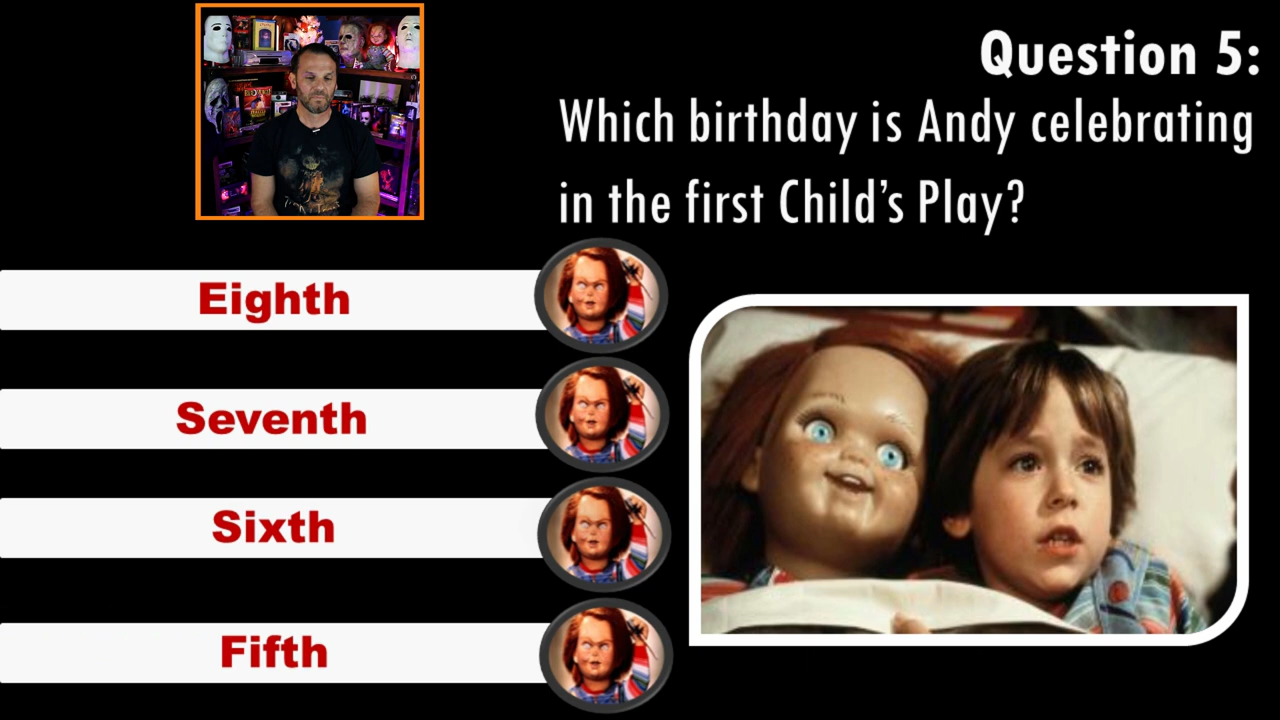 Question 5:
Which birthday is Andy celebrating
in the first Child’s Play?
Eighth
Seventh
Sixth
Fifth